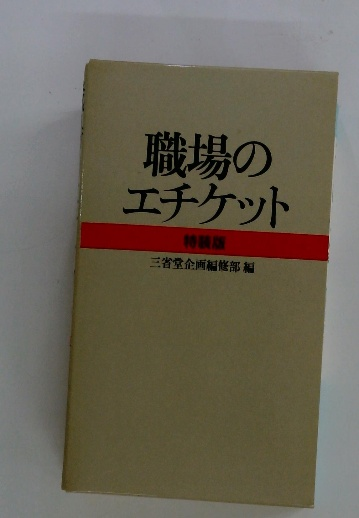 職場の
エチケット
特装版
三省堂企画編修部 編